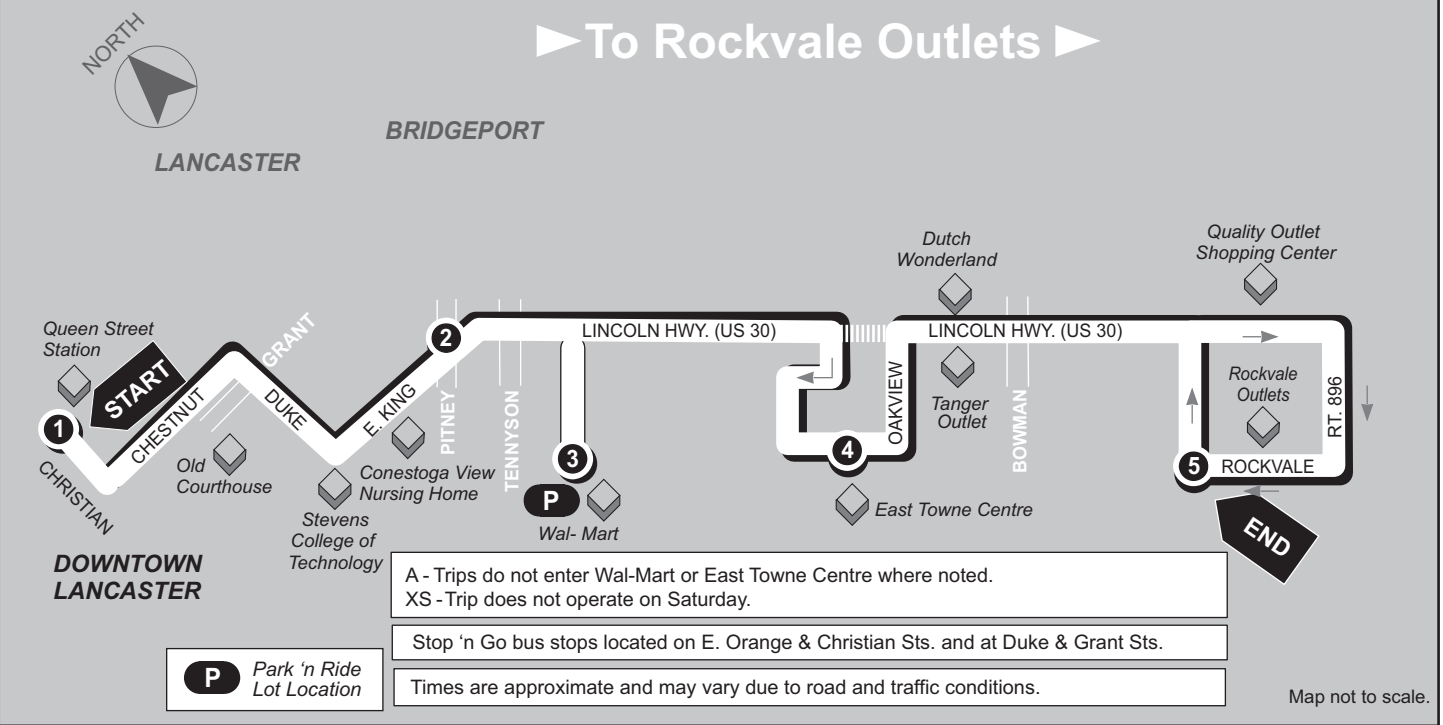 To Rockvale Outlets
NORTH
BRIDGEPORT
LANCASTER
Dutch
Wonderland
Quality Outlet
Shopping Center
Queen Street
Station
START
GRANT
2
LINCOLN HWY. (US 30)
LINCOLN HWY. (US 30)
1
CHESTNUT
DUKE
E. KING
PITNEY
TENNYSON
OAKVIEW
Tanger
Outlet
BOWMAN
Rockvale
Outlets
RT. 896
3
4
5
ROCKVALE
CHRISTIAN
Old
Courthouse
Conestoga View
Nursing Home
P
Wal- Mart
East Towne Centre
Stevens
College of
Technology
END
DOWNTOWN
LANCASTER
A - Trips do not enter Wal-Mart or East Towne Centre where noted.
XS - Trip does not operate on Saturday.
Stop ‘n Go bus stops located on E. Orange & Christian Sts. and at Duke & Grant Sts.
P
Park ‘n Ride
Lot Location
Times are approximate and may vary due to road and traffic conditions.
Map not to scale.